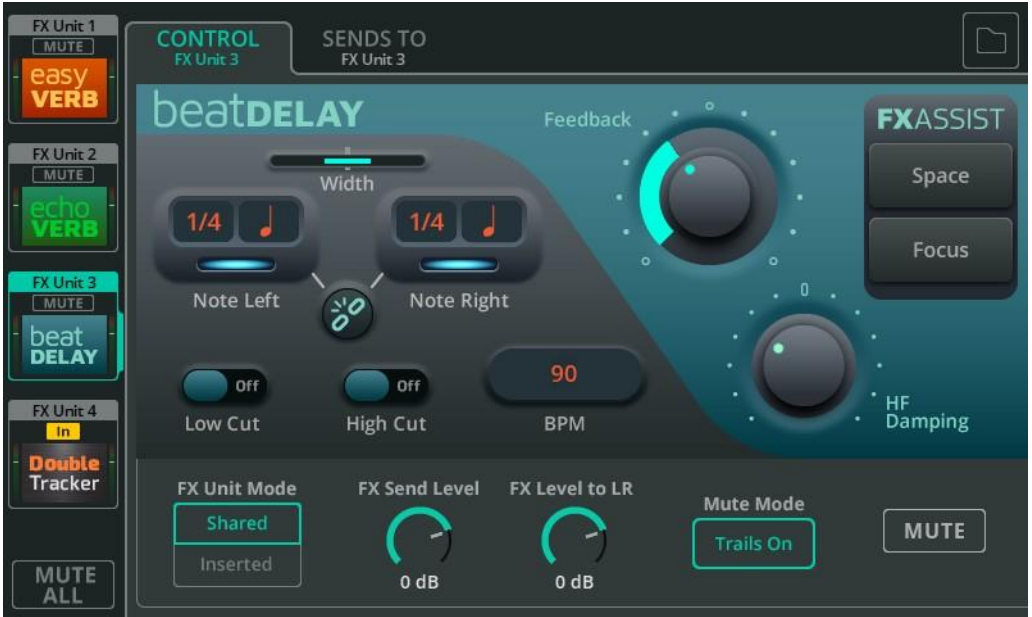 FX Unit 1
MUTE
easy
VERB
FX Unit 2
MUTE
echo
VERB
FX Unit 3
MUTE
beat
DELAY
FX Unit 4
In
Double
Tracker
MUTE
ALL
CONTROL
FX Unit 3
SENDS TO
FX Unit 3
beatDELAY
Width
1/4
1/4
Note Left
Note Right
Off
Off
Low Cut
High Cut
90
BPM
Feedback
0
HF
Damping
FXASSIST
Space
Focus
FX Unit Mode
Shared
Inserted
FX Send Level
0 dB
FX Level to LR
0 dB
Mute Mode
Trails On
MUTE